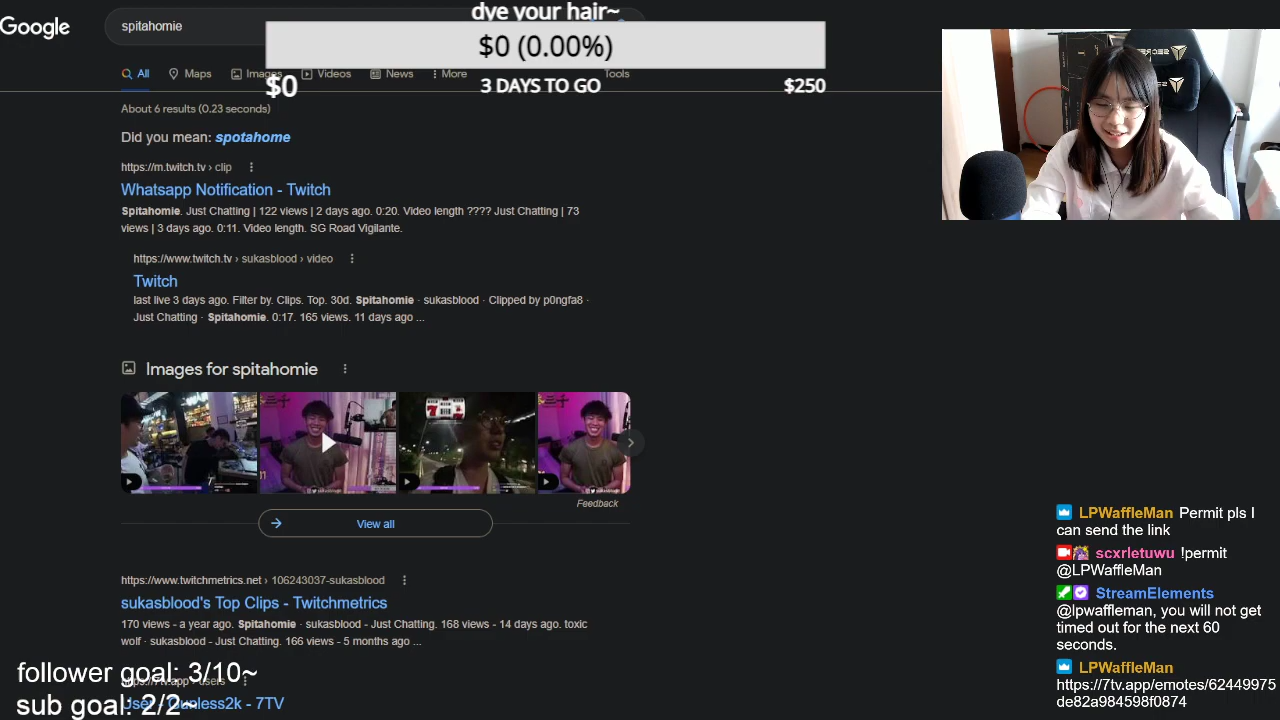 Google
spitahomie
dye your hair~
$0 (0.00%)
$0
3 DAYS TO GO
$250
All
Maps
Images
Videos
News
More
Tools
About 6 results (0.23 seconds)
Did you mean: spotahome
https://m.twitch.tv › clip
Whatsapp Notification - Twitch
Spitahomie. Just Chatting | 122 views | 2 days ago. 0:20. Video length ???? Just Chatting | 73
views | 3 days ago. 0:11. Video length. SG Road Vigilante.
https://www.twitch.tv › sukasblood › video
Twitch
last live 3 days ago. Filter by. Clips. Top. 30d. Spitahomie · sukasblood · Clipped by p0ngfa8 ·
Just Chatting · Spitahomie. 0:17. 165 views. 11 days ago ...
Images for spitahomie
Feedback
View all
https://www.twitchmetrics.net › 106243037-sukasblood
sukasblood's Top Clips - Twitchmetrics
170 views - a year ago. Spitahomie · sukasblood - Just Chatting. 168 views - 14 days ago. toxic
wolf · sukasblood - Just Chatting. 166 views - 5 months ago ...
follower goal: 3/10~
sub goal: 2/2~
https://7tv.app › users
User - Gunless2k - 7TV
LPWaffleMan Permit pls I
can send the link
scxrletuwu !permit
@LPWaffleMan
StreamElements
@lpwaffleman, you will not get
timed out for the next 60
seconds.
LPWaffleMan
https://7tv.app/emotes/62449975
de82a984598f0874